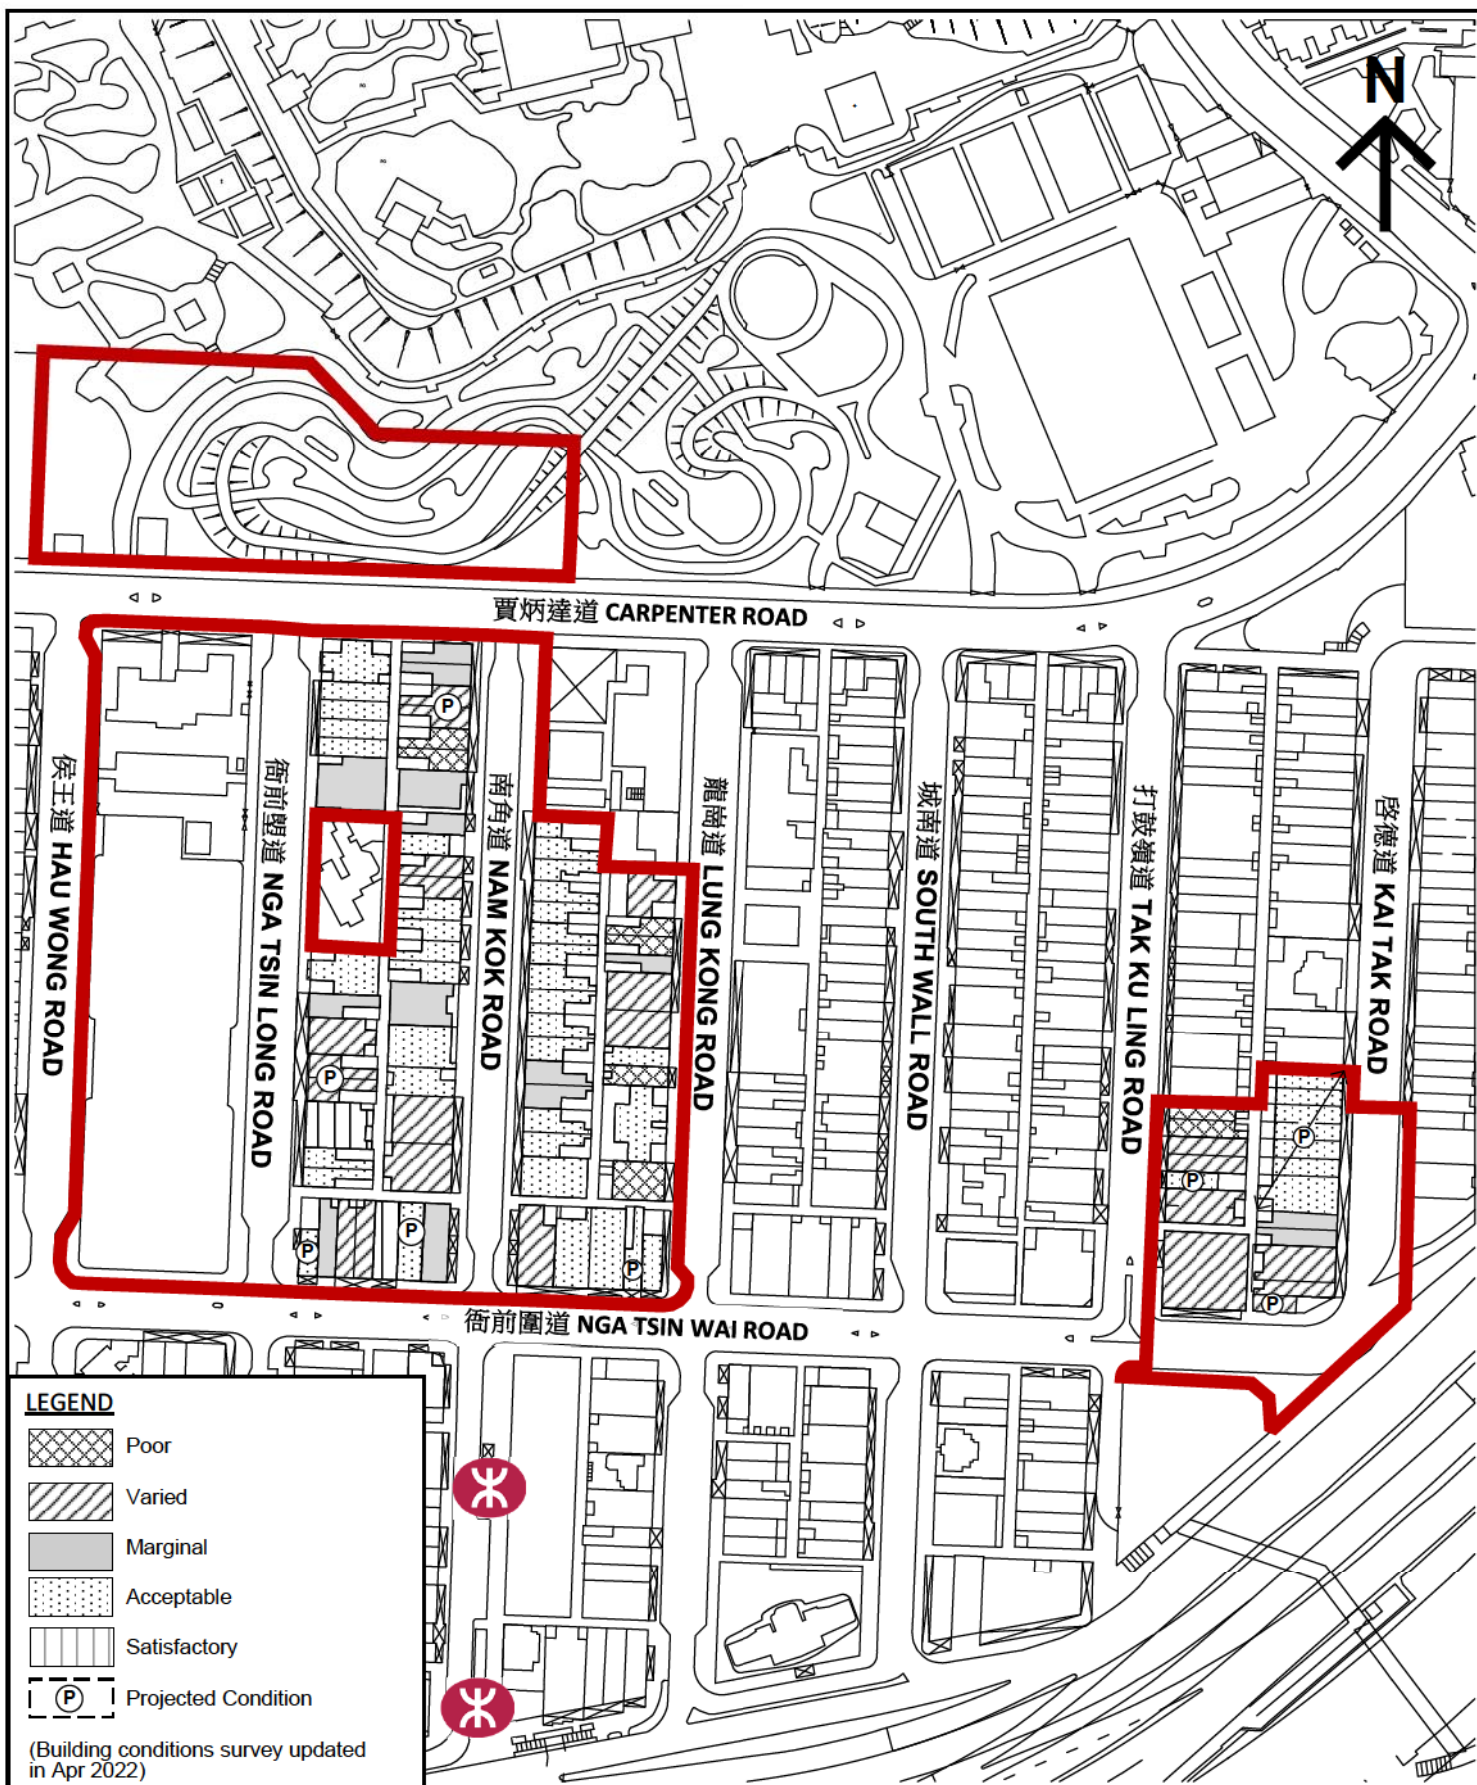 N
賈炳達道 CARPENTER ROAD
侯王道 HAU WONG ROAD
衙前塱道 NGA TSIN LONG ROAD
南角道 NAM KOK ROAD
龍崗道 LUNG KONG ROAD
城南道 SOUTH WALL ROAD
打鼓嶺道 TAK KU LING ROAD
啓德道 KAI TAK ROAD
P
P
P
P
P
P
P
P
衙前圍道 NGA TSIN WAI ROAD
LEGEND
Poor
Varied
Marginal
Acceptable
Satisfactory
P Projected Condition
(Building conditions survey updated
in Apr 2022)